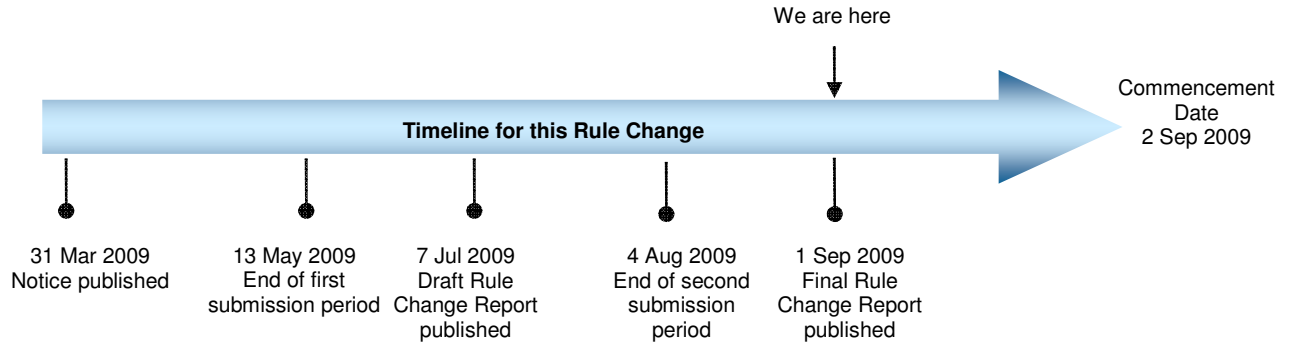 We are here
Timeline for this Rule Change
Commencement
Date
2 Sep 2009
31 Mar 2009
Notice published
13 May 2009
End of first
submission period
7 Jul 2009
Draft Rule
Change Report
published
4 Aug 2009
End of second
submission
period
1 Sep 2009
Final Rule
Change Report
published